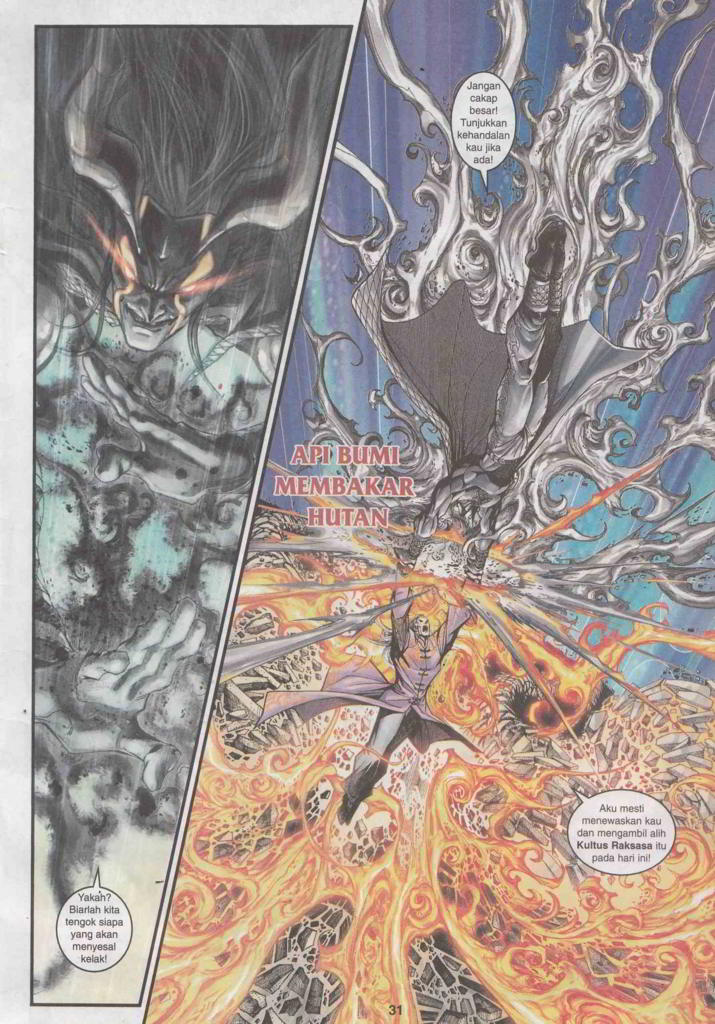 Yakah?
Biarlah kita
tengok siapa
yang akan
menyesal
kelak!
Jangan
cakap
besar!
Tunjukkan
kehandalan
kau jika
ada!
API BUMI
MEMBAKAR
HUTAN
Aku mesti
menewaskan kau
dan mengambil alih
Kultus Raksasa itu
pada hari ini!
31